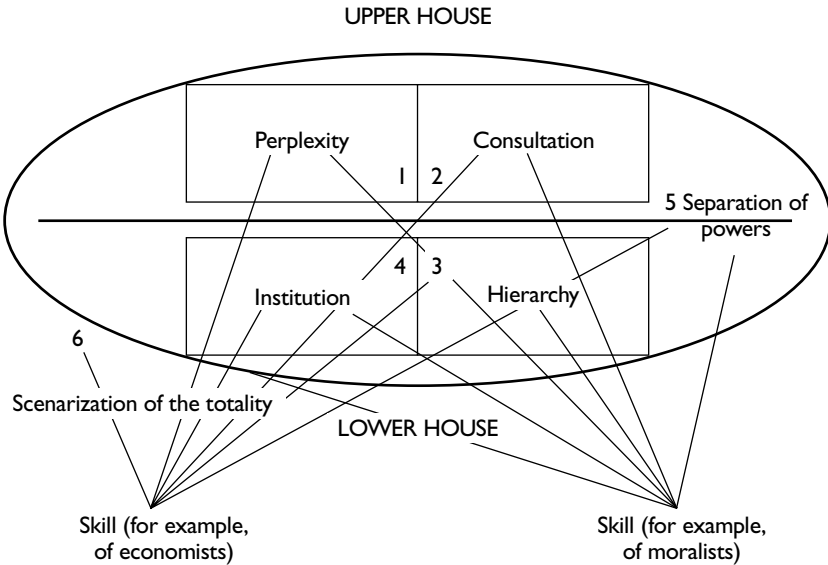 UPPER HOUSE
Perplexity
Consultation
1
2
5 Separation of
powers
4
3
Institution
Hierarchy
6
Scenarization of the totality
LOWER HOUSE
Skill (for example,
of economists)
Skill (for example,
of moralists)